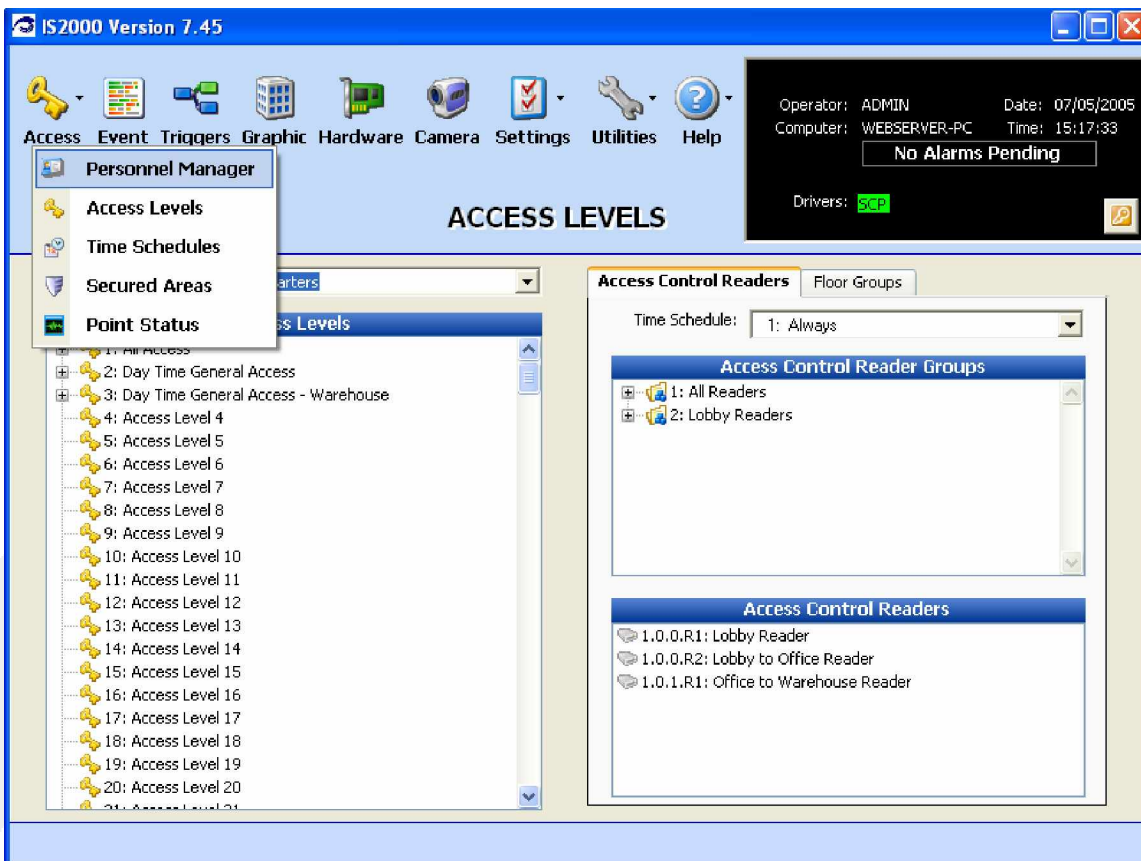 IS2000 Version 7.45
Access Event Triggers Graphic Hardware Camera Settings Utilities Help
Operator: ADMIN Date: 07/05/2005
Computer: WEBSERVER-PC Time: 15:17:33
No Alarms Pending
Drivers: SCP
Personnel Manager
Access Levels
Time Schedules
Secured Areas
Point Status
ACCESS LEVELS
1: All Access
2: Day Time General Access
3: Day Time General Access - Warehouse
4: Access Level 4
5: Access Level 5
6: Access Level 6
7: Access Level 7
8: Access Level 8
9: Access Level 9
10: Access Level 10
11: Access Level 11
12: Access Level 12
13: Access Level 13
14: Access Level 14
15: Access Level 15
16: Access Level 16
17: Access Level 17
18: Access Level 18
19: Access Level 19
20: Access Level 20
21: Access Level 21
Access Control Readers Floor Groups
Time Schedule: 1: Always
Access Control Reader Groups
1: All Readers
2: Lobby Readers
Access Control Readers
1.0.0.R1: Lobby Reader
1.0.0.R2: Lobby to Office Reader
1.0.1.R1: Office to Warehouse Reader